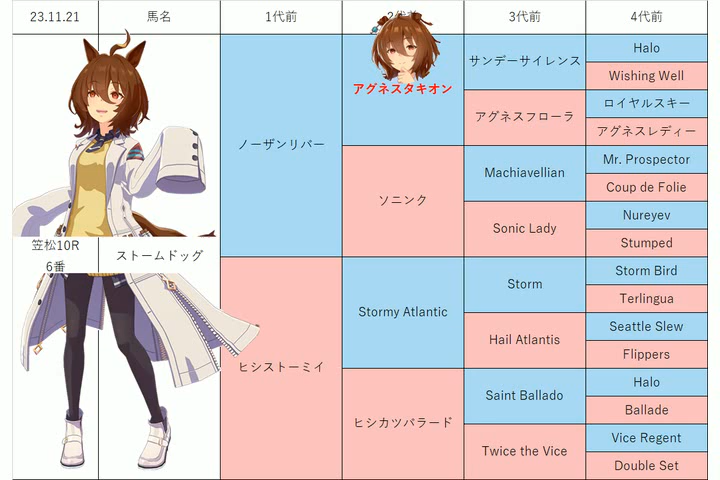 23.11.21 馬名 1代前 2代前 3代前 4代前
笠松10R
6番
ストームドッグ
ノーザンリバー
ヒシストーミイ
アグネスタキオン
ソニンク
Stormy Atlantic
ヒシカツバラード
サンデーサイレンス
アグネスフローラ
Machiavellian
Sonic Lady
Storm
Hail Atlantis
Saint Ballado
Twice the Vice
Halo
Wishing Well
ロイヤルスキー
アグネスレディー
Mr. Prospector
Coup de Folie
Nureyev
Stumped
Storm Bird
Terlingua
Seattle Slew
Flippers
Halo
Ballade
Vice Regent
Double Set